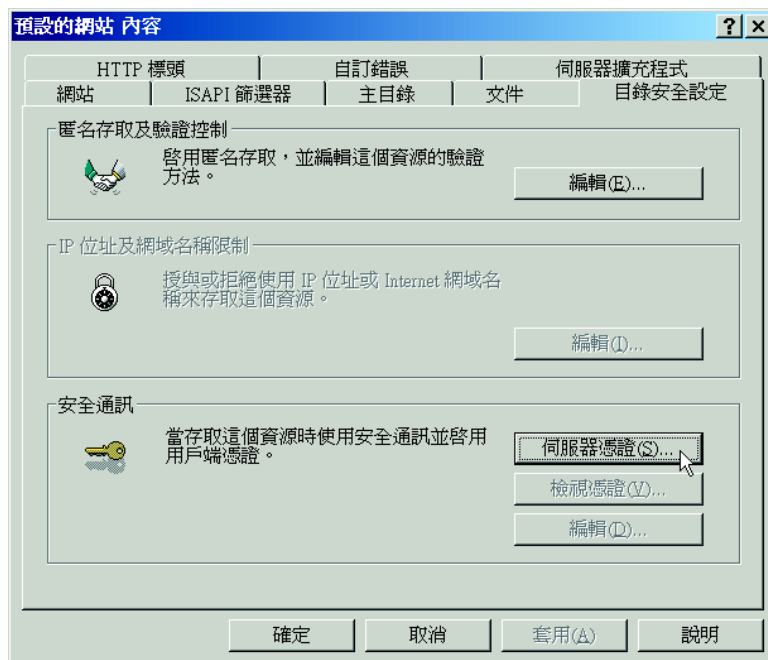 預設的網站 內容
HTTP 標頭 自訂錯誤 伺服器擴充程式
網站 ISAPI 篩選器 主目錄 文件 目錄安全設定
匿名存取及驗證控制
啓用匿名存取，並編輯這個資源的驗證
方法。
編輯(E)...
IP 位址及網域名稱限制
授與或拒絕使用 IP 位址或 Internet 網域名
稱來存取這個資源。
編輯(I)...
安全通訊
當存取這個資源時使用安全通訊並啓用
用戶端憑證。
伺服器憑證(S)...
檢視憑證(V)...
編輯(D)...
確定 取消 套用(A) 說明